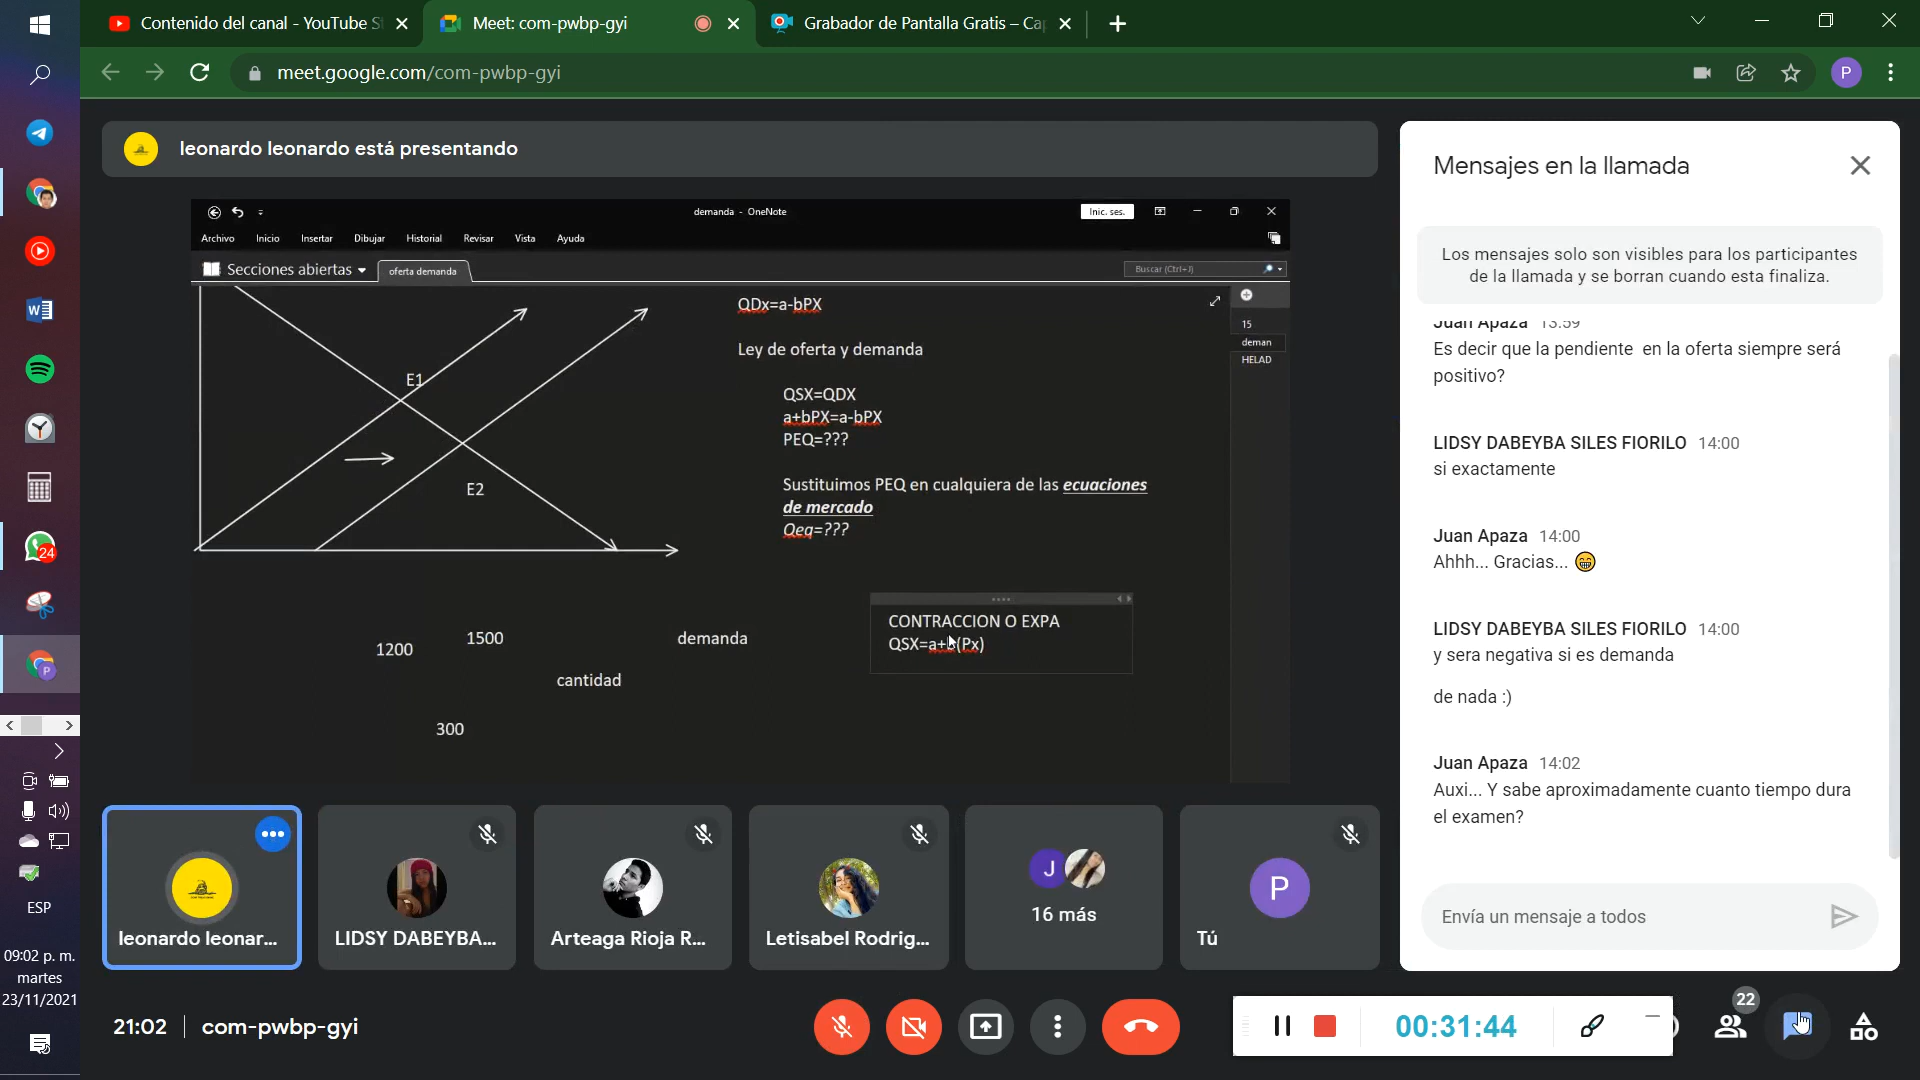 Contenido del canal - YouTube S
Meet: com-pwbp-gyi
Grabador de Pantalla Gratis – Ca
meet.google.com/com-pwbp-gyi
P
leonardo leonardo está presentando
demanda - OneNote
Inic. ses.
Archivo Inicio Insertar Dibujar Historial Revisar Vista Ayuda
Secciones abiertas
oferta demanda
Buscar (Ctrl+J)
15
deman
HELAD
E1
E2
1200
1500
demanda
cantidad
300
QDx=a-bPX
Ley de oferta y demanda
QSX=QDX
a+bPX=a-bPX
PEQ=???
Sustituimos PEQ en cualquiera de las ecuaciones
de mercado
Qeq=???
CONTRACCION O EXPA
QSX=a+b(Px)
Mensajes en la llamada
Los mensajes solo son visibles para los participantes
de la llamada y se borran cuando esta finaliza.
Juan Apaza 13:59
Es decir que la pendiente en la oferta siempre será
positivo?
LIDSY DABEYBA SILES FIORILO 14:00
si exactamente
Juan Apaza 14:00
Ahhh... Gracias... 😁
LIDSY DABEYBA SILES FIORILO 14:00
y sera negativa si es demanda
de nada :)
Juan Apaza 14:02
Auxi... Y sabe aproximadamente cuanto tiempo dura
el examen?
Envía un mensaje a todos
leonardo leonar...
LIDSY DABEYBA...
Arteaga Rioja R...
Letisabel Rodrig...
J
16 más
P
Tú
21:02 com-pwbp-gyi
00:31:44
22
24
ESP
09:02 p. m.
martes
23/11/2021